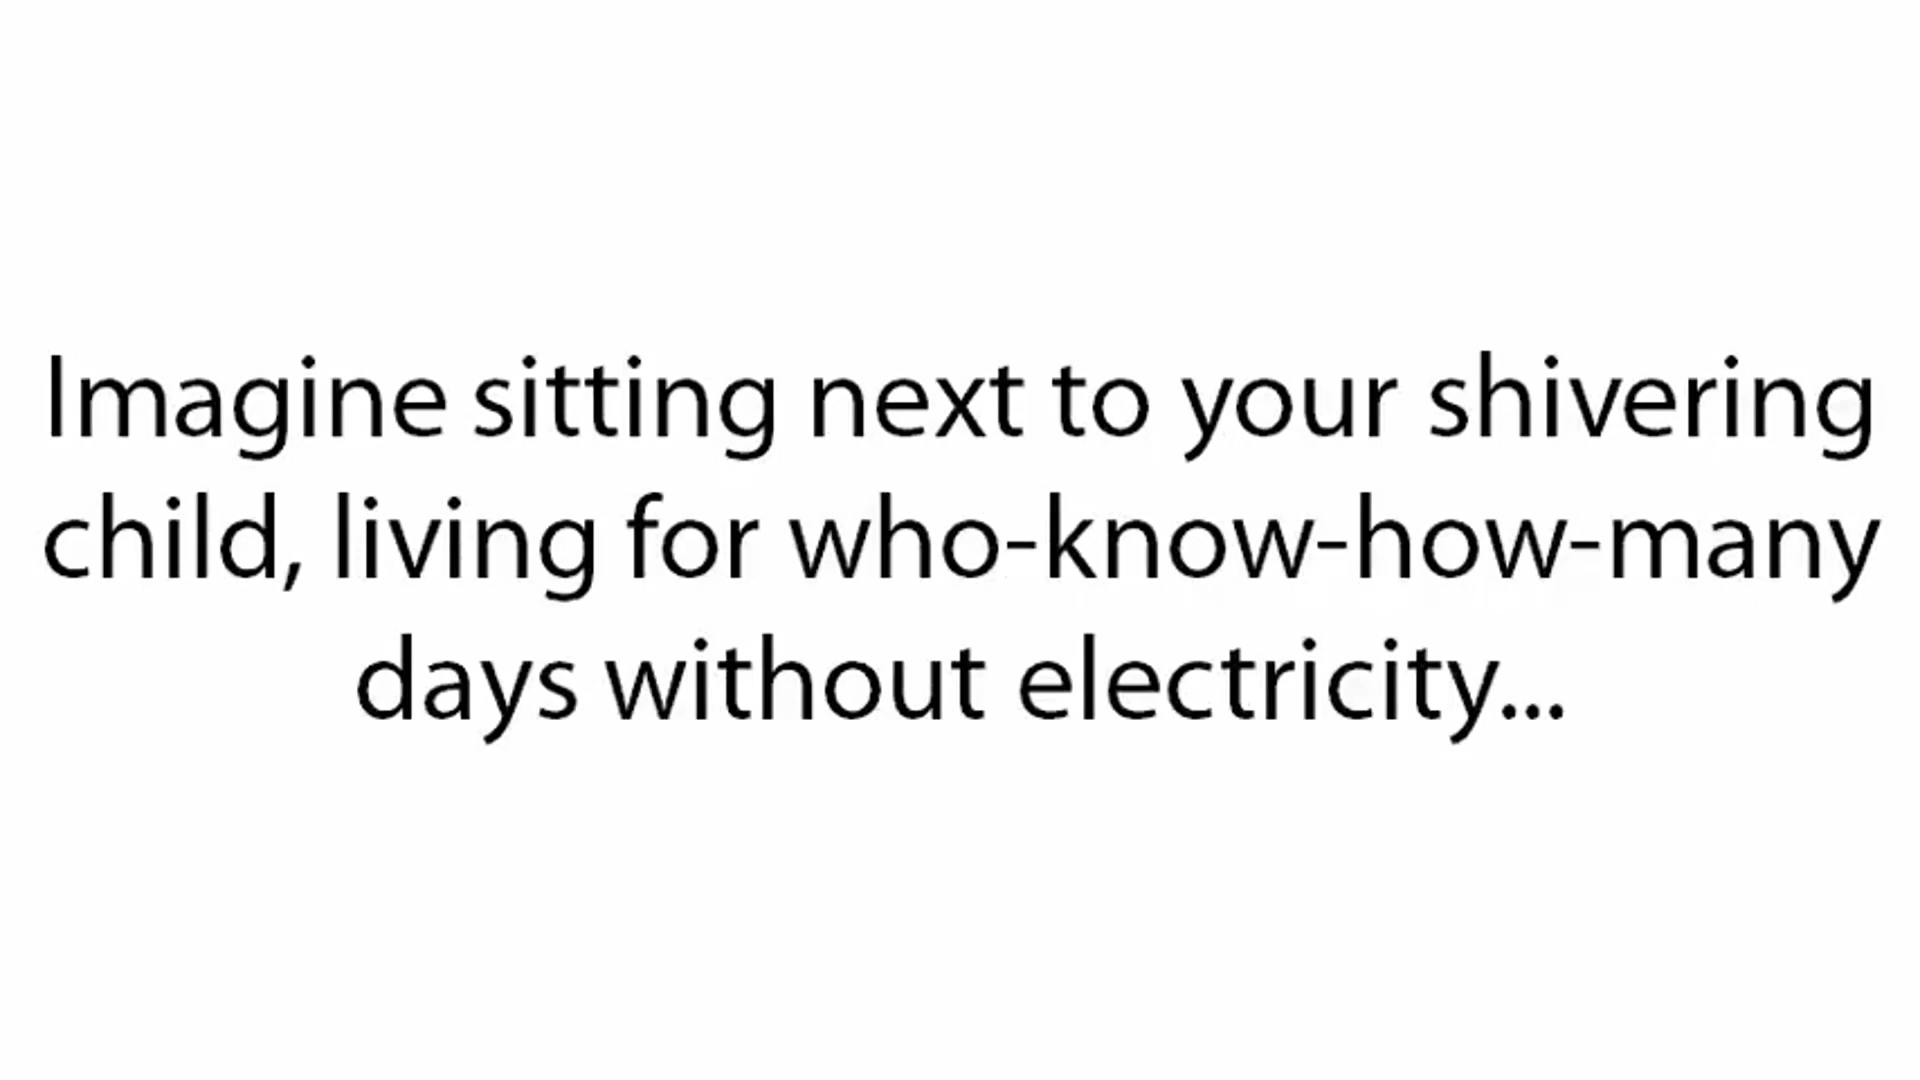 Imagine sitting next to your shivering
child, living for who-know-how-many
days without electricity...